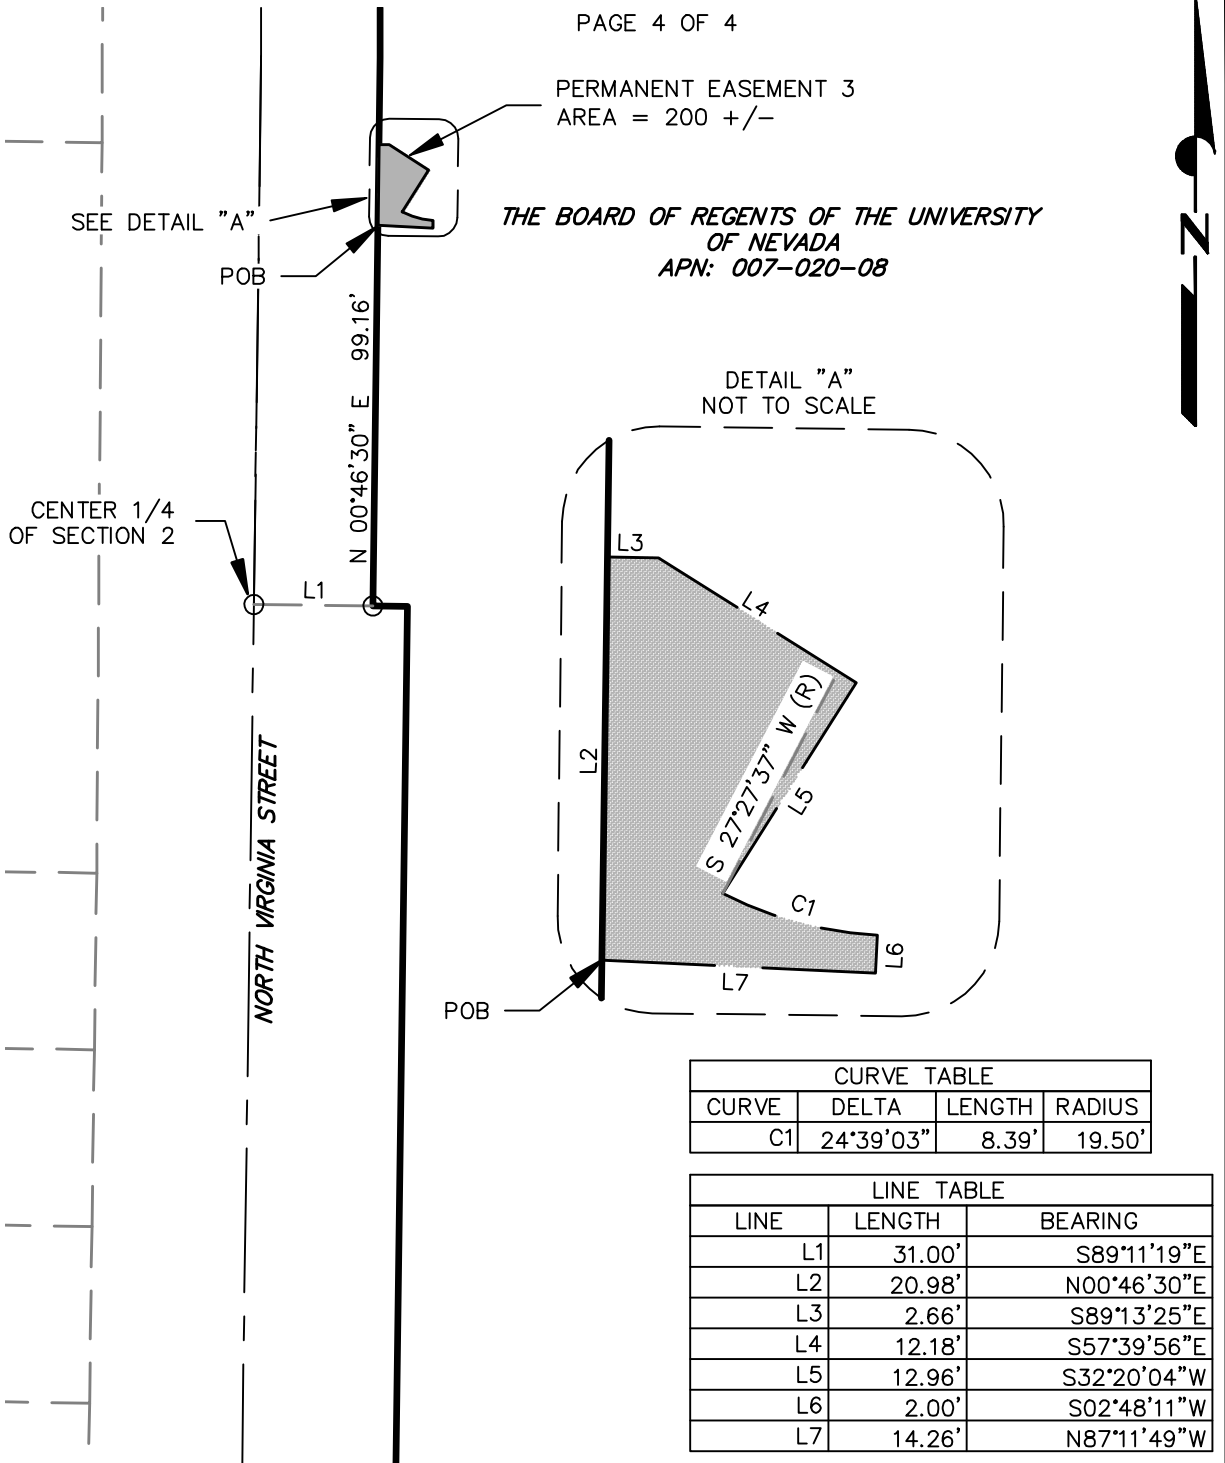 PAGE 4 OF 4
PERMANENT EASEMENT 3
AREA = 200 +/-
SEE DETAIL "A"
THE BOARD OF REGENTS OF THE UNIVERSITY
OF NEVADA
APN: 007-020-08
POB
N 00°46'30" E 99.16'
N
DETAIL "A"
NOT TO SCALE
CENTER 1/4
OF SECTION 2
L1
L3
L4
S 27°27'37" W (R)
L2
L5
C1
L6
L7
POB
NORTH VIRGINIA STREET
CURVE TABLE
CURVE DELTA LENGTH RADIUS
C1 24°39'03" 8.39' 19.50'
LINE TABLE
LINE LENGTH BEARING
L1 31.00' S89°11'19"E
L2 20.98' N00°46'30"E
L3 2.66' S89°13'25"E
L4 12.18' S57°39'56"E
L5 12.96' S32°20'04"W
L6 2.00' S02°48'11"W
L7 14.26' N87°11'49"W